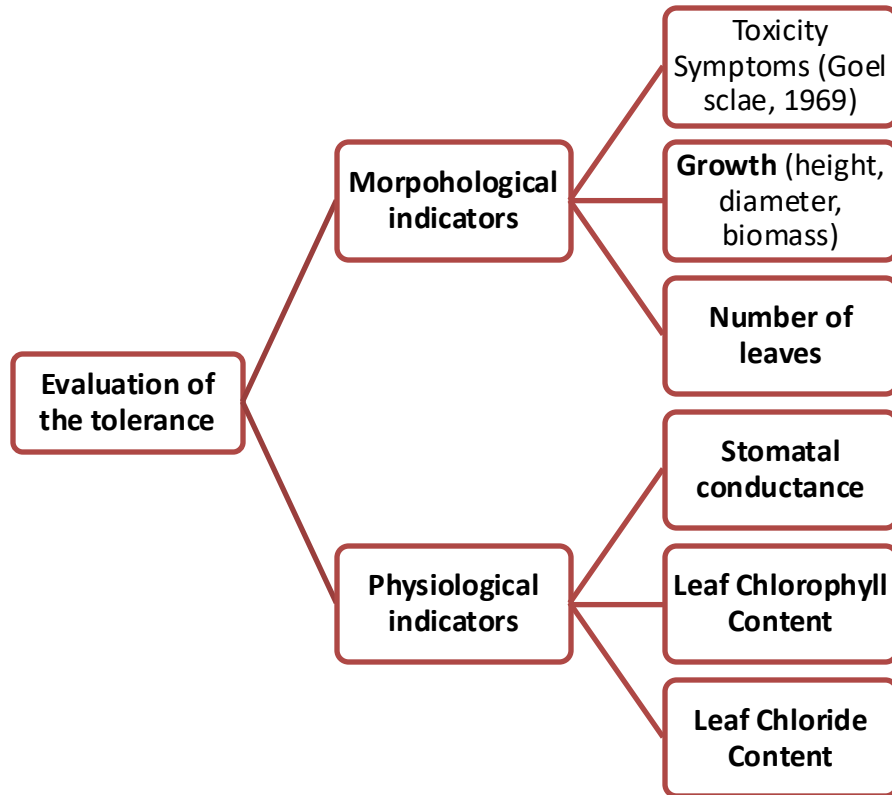 Evaluation of
the tolerance
Morpohological
indicators
Toxicity
Symptoms (Goel
sclae, 1969)
Growth (height,
diameter,
biomass)
Number of
leaves
Physiological
indicators
Stomatal
conductance
Leaf Chlorophyll
Content
Leaf Chloride
Content